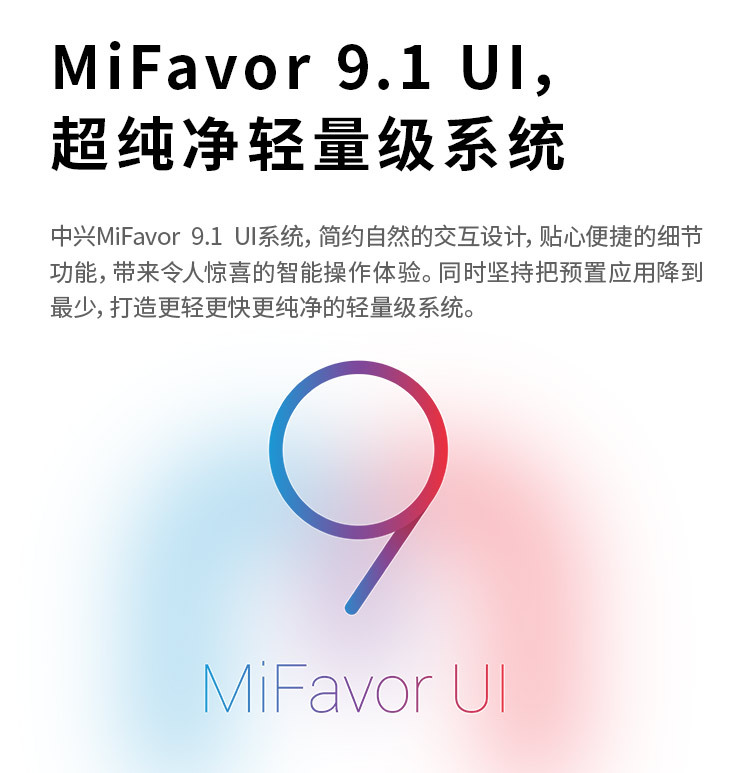 MiFavor 9.1 UI，
超纯净轻量级系统
中兴MiFavor 9.1 UI系统，简约自然的交互设计，贴心便捷的细节
功能，带来令人惊喜的智能操作体验。同时坚持把预置应用降到
最少，打造更轻更快更纯净的轻量级系统。
9
MiFavor UI